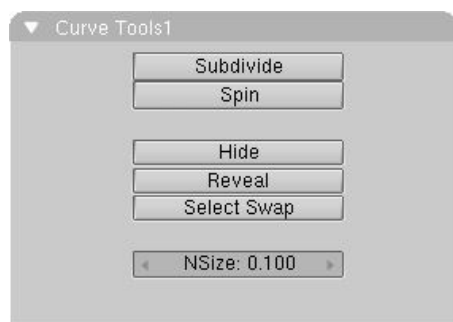 Curve Tools1
Subdivide
Spin
Hide
Reveal
Select Swap
NSize: 0.100